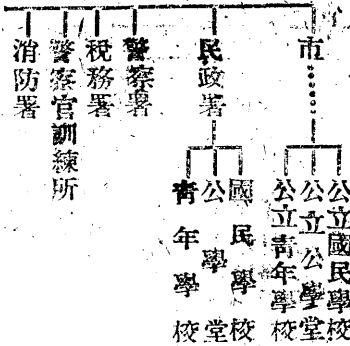 市
公立國民學校
公立公學堂
公立靑年學校
民政署
國民學校
公學堂
靑年學校
警察署
稅務署
警察官訓練所
消防署